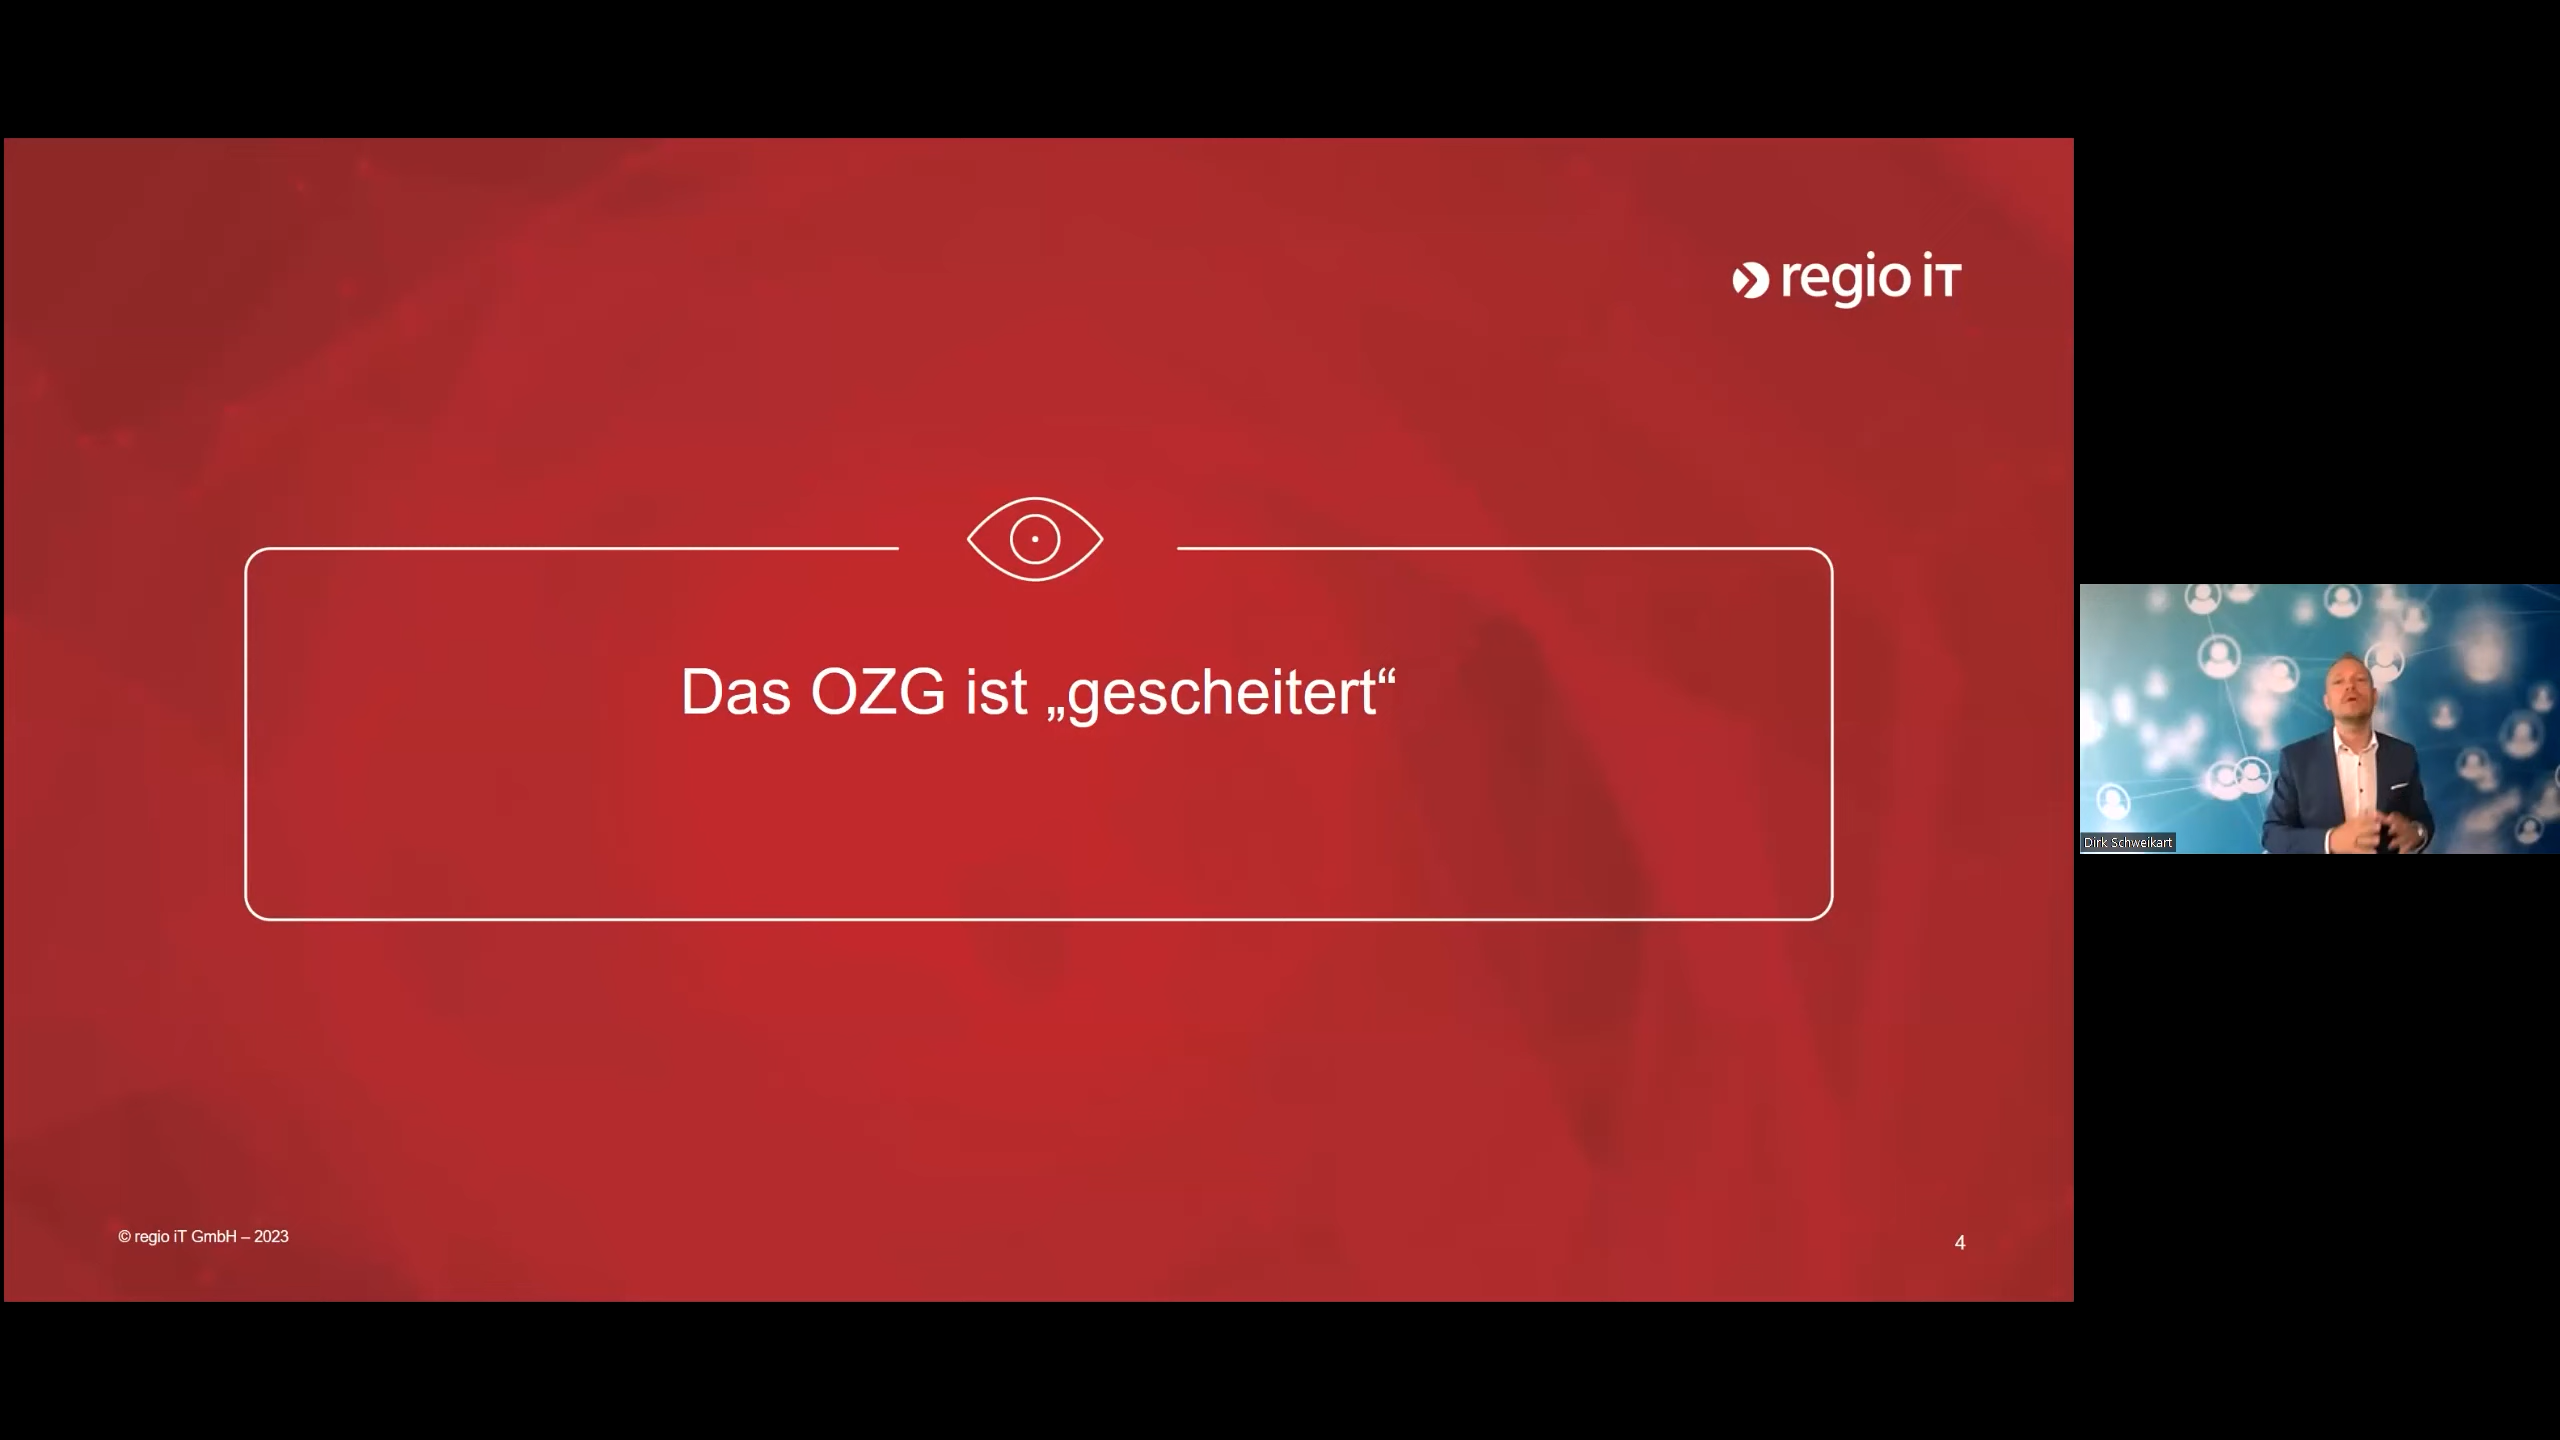 regio iT
Das OZG ist „gescheitert“
Dirk Schweikart
© regio iT GmbH – 2023
4